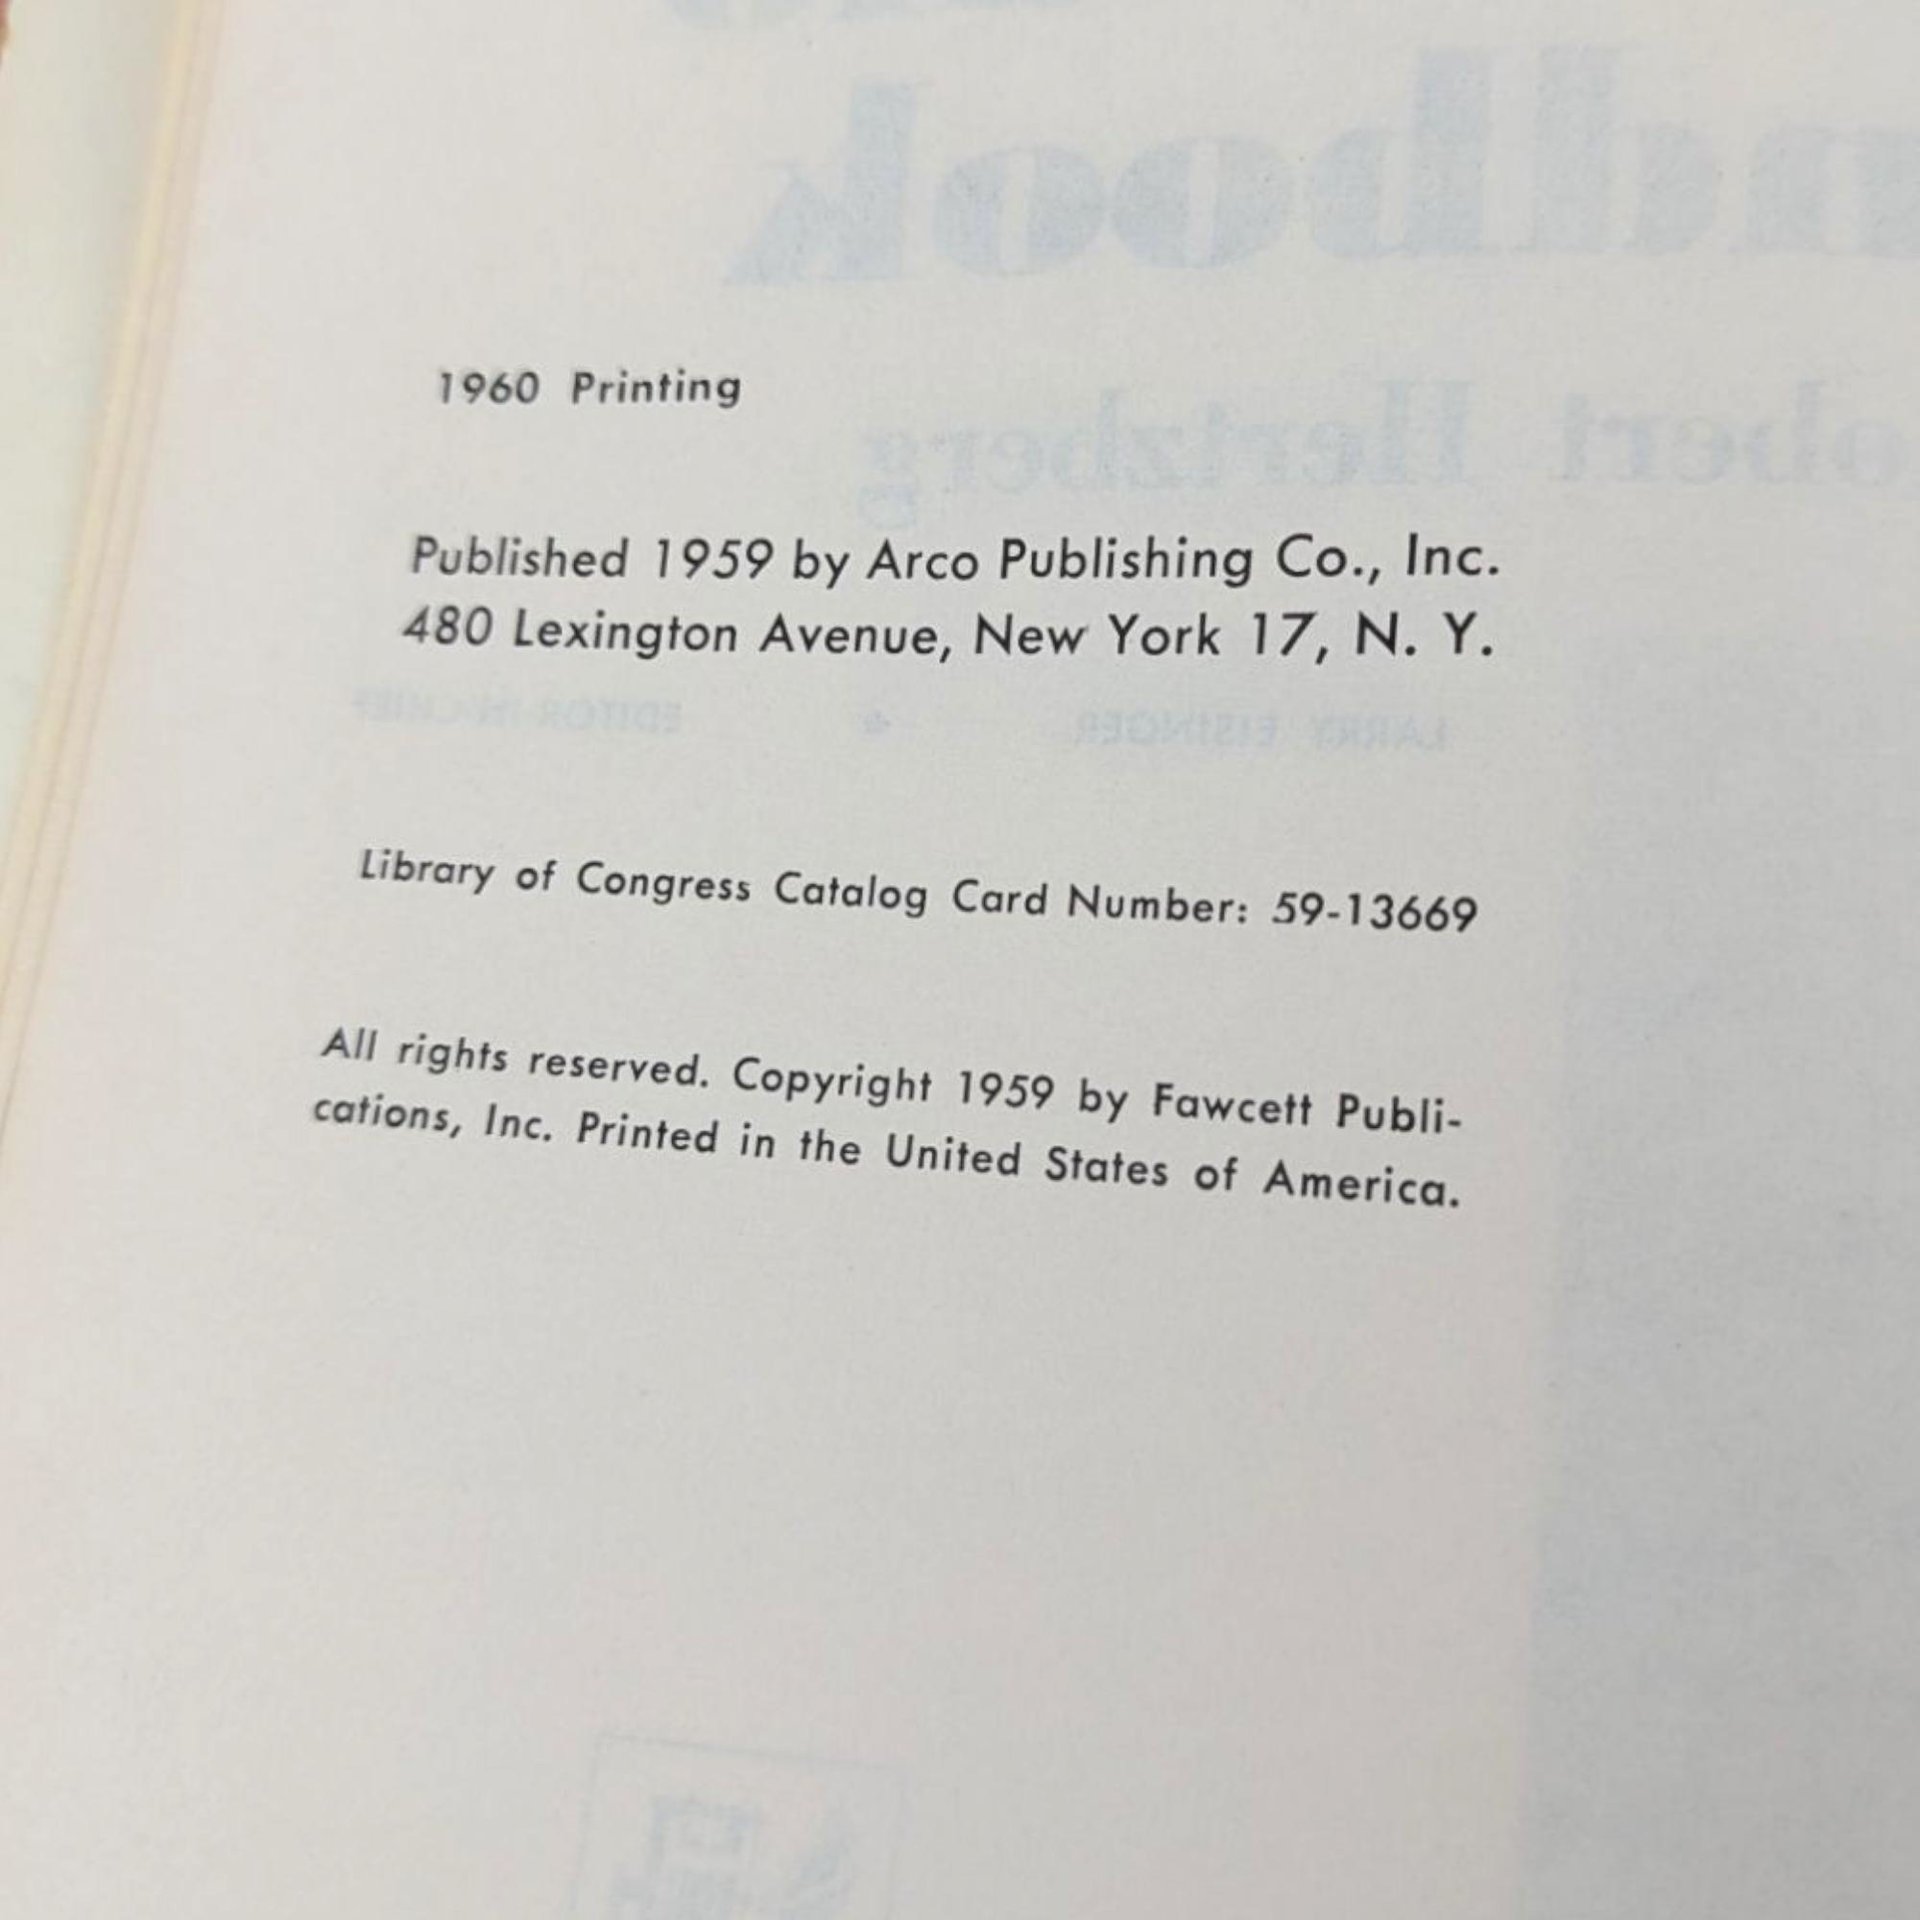 1960 Printing
Published 1959 by Arco Publishing Co., Inc.
480 Lexington Avenue, New York 17, N. Y.
Library of Congress Catalog Card Number: 59-13669
All rights reserved. Copyright 1959 by Fawcett Publi-
cations, Inc. Printed in the United States of America.